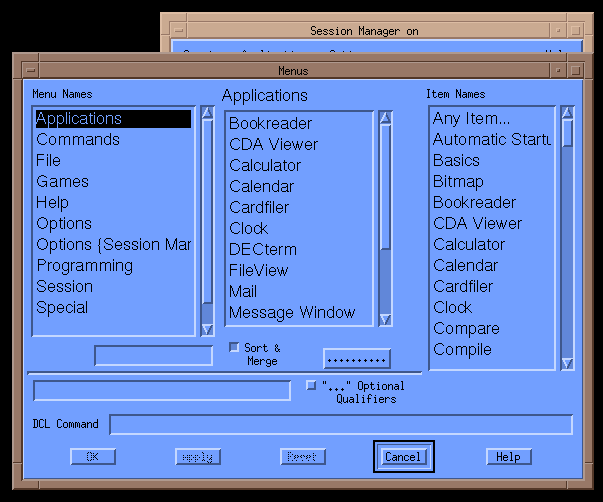 Session Manager on
Menus
Menu Names
Applications
Commands
File
Games
Help
Options
Options {Session Mar
Programming
Session
Special
Applications
Bookreader
CDA Viewer
Calculator
Calendar
Cardfiler
Clock
DECterm
FileView
Mail
Message Window
Item Names
Any Item...
Automatic Startu
Basics
Bitmap
Bookreader
CDA Viewer
Calculator
Calendar
Cardfiler
Clock
Compare
Compile
Sort &
Merge
..........
"..." Optional
Qualifiers
DCL Command
OK
Apply
Reset
Cancel
Help